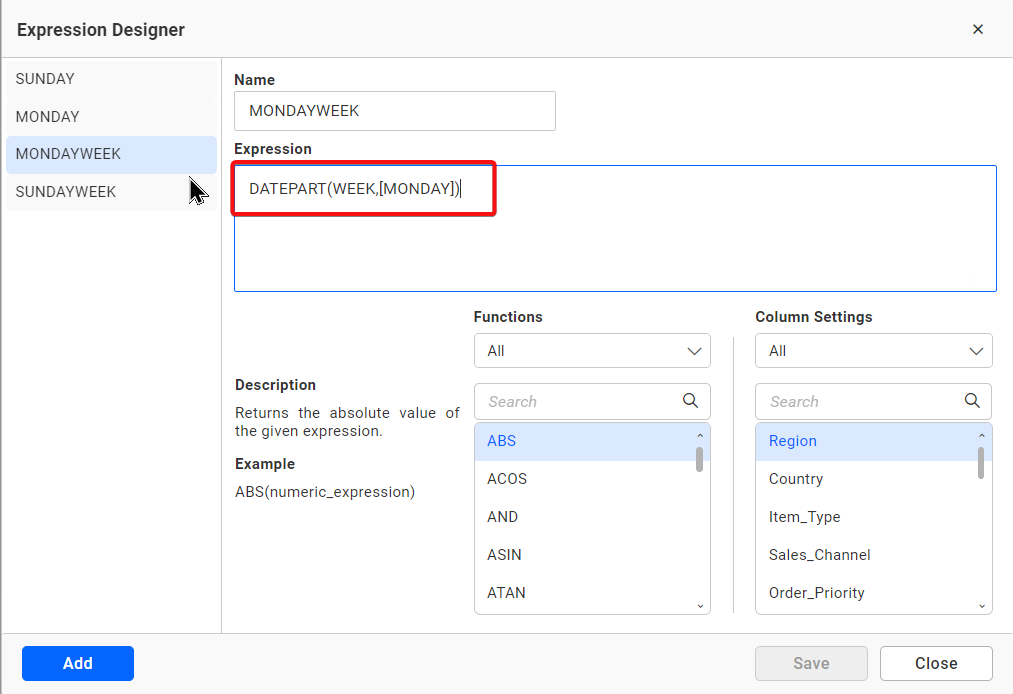 Expression Designer
SUNDAY
MONDAY
MONDAYWEEK
SUNDAYWEEK
Name
MONDAYWEEK
Expression
DATEPART(WEEK,[MONDAY])
Functions
All
Search
ABS
ACOS
AND
ASIN
ATAN
Column Settings
All
Search
Region
Country
Item_Type
Sales_Channel
Order_Priority
Description
Returns the absolute value of
the given expression.
Example
ABS(numeric_expression)
Add
Save
Close